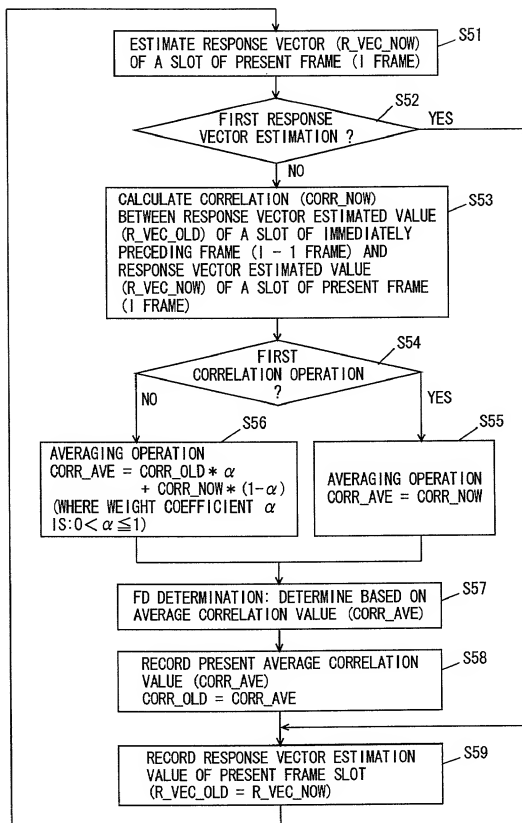 S51
ESTIMATE RESPONSE VECTOR (R_VEC_NOW)
OF A SLOT OF PRESENT FRAME (I FRAME)
S52
FIRST RESPONSE
VECTOR ESTIMATION ?
YES
NO
S53
CALCULATE CORRELATION (CORR_NOW)
BETWEEN RESPONSE VECTOR ESTIMATED VALUE
(R_VEC_OLD) OF A SLOT OF IMMEDIATELY
PRECEDING FRAME (I - 1 FRAME) AND
RESPONSE VECTOR ESTIMATED VALUE
(R_VEC_NOW) OF A SLOT OF PRESENT FRAME
(I FRAME)
S54
FIRST
CORRELATION OPERATION
?
NO
YES
S56
AVERAGING OPERATION
CORR_AVE = CORR_OLD* α
+ CORR_NOW* (1-α)
(WHERE WEIGHT COEFFICIENT α
IS:0< α ≦1)
S55
AVERAGING OPERATION
CORR_AVE = CORR_NOW
S57
FD DETERMINATION: DETERMINE BASED ON
AVERAGE CORRELATION VALUE (CORR_AVE)
S58
RECORD PRESENT AVERAGE CORRELATION
VALUE (CORR_AVE)
CORR_OLD = CORR_AVE
S59
RECORD RESPONSE VECTOR ESTIMATION
VALUE OF PRESENT FRAME SLOT
(R_VEC_OLD = R_VEC_NOW)